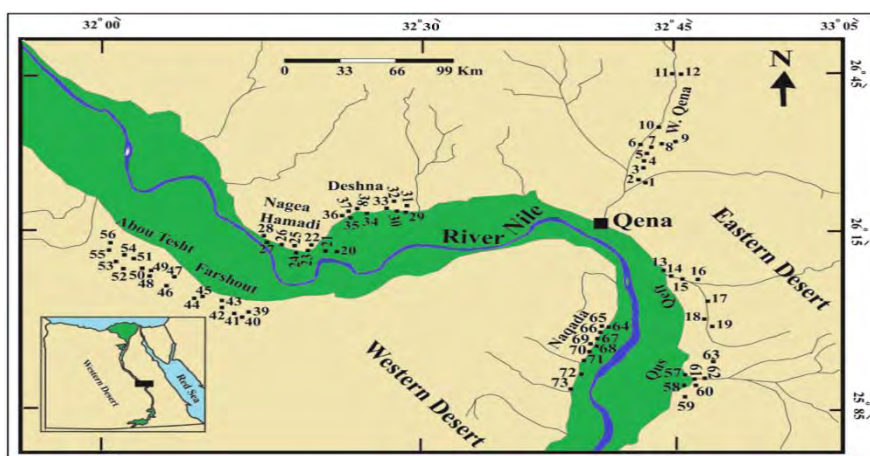 32° 00'
32° 30'
32° 45'
33° 05'
26° 45'
26° 15'
25° 85'
0 33 66 99 Km
N
11 12
W. Qena
10
6 7 8 9
5
4
3
2 1
Qena
Eastern Desert
River Nile
Deshna
37 38 33 32 31
36 35 34 30 29
Nagea
Hamadi
28 27 26 25 24 23 22 21 20
Abou Tesht
56
55 54 51
53 52 50 49 47
48
46
Farshout
45
44 43
42 39
41 40
13 14 15 16
Qeft
17
18 19
Naqada
65
66 64
69 67
70 68
71
72
73
Qus
63
57 61 62
58 60
59
Western Desert
Western Desert
Red Sea